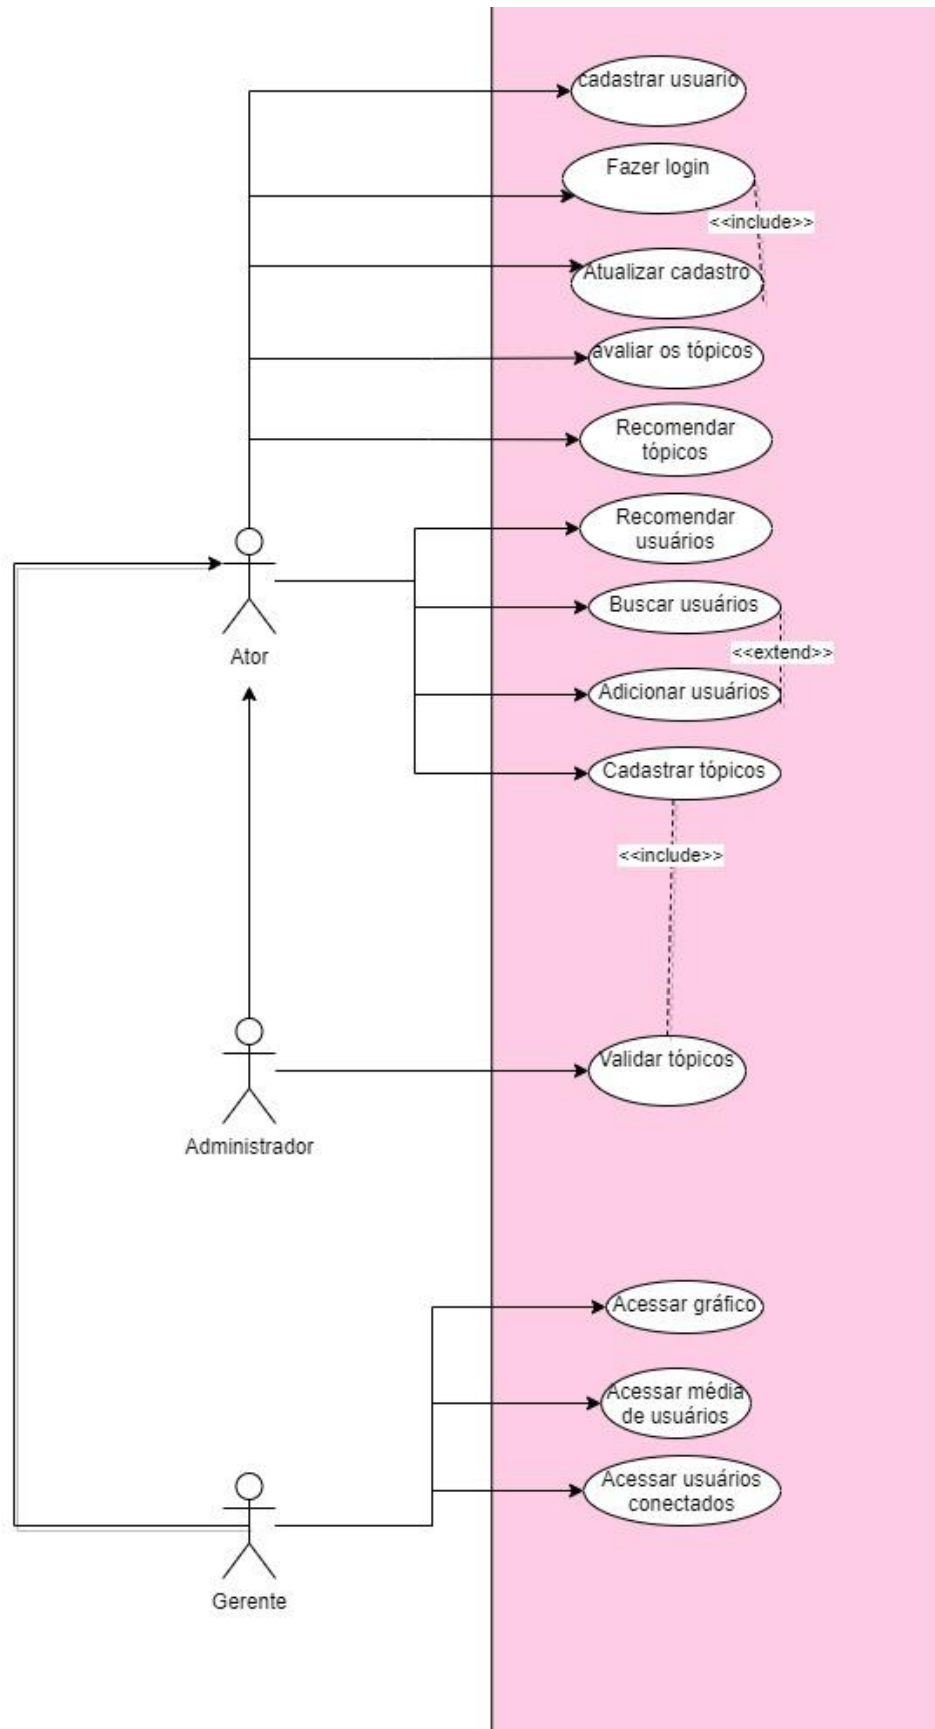 cadastrar usuario
Fazer login
<<include>>
Atualizar cadastro
avaliar os tópicos
Recomendar
tópicos
Recomendar
usuários
Buscar usuários
<<extend>>
Ator
Adicionar usuários
Cadastrar tópicos
<<include>>
Validar tópicos
Administrador
Acessar gráfico
Acessar média
de usuários
Acessar usuários
conectados
Gerente